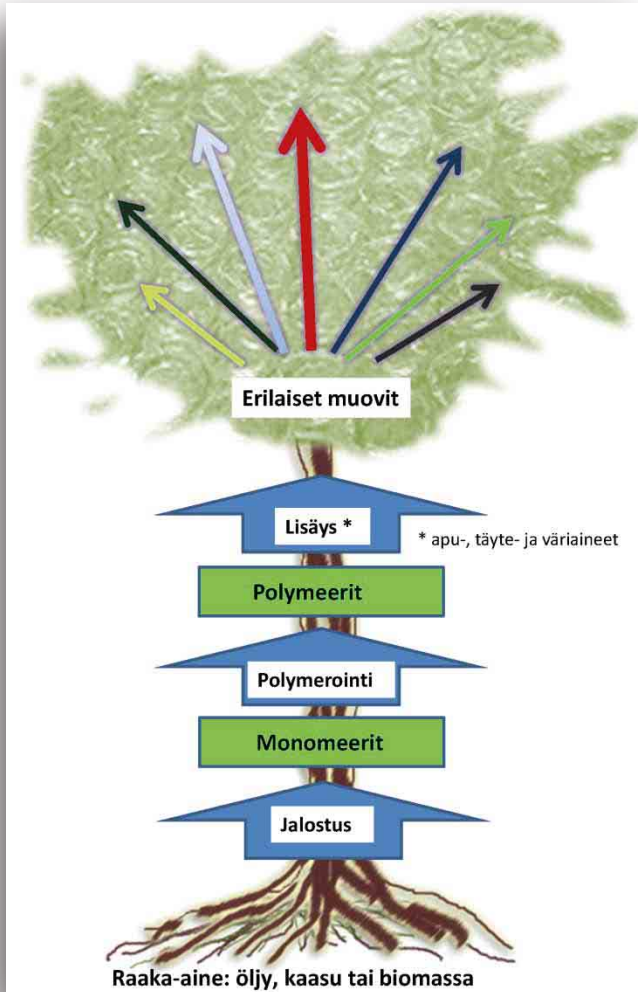 Erilaiset muovit
Lisäys *
* apu-, täyte- ja väriaineet
Polymeerit
Polymerointi
Monomeerit
Jalostus
Raaka-aine: öljy, kaasu tai biomassa